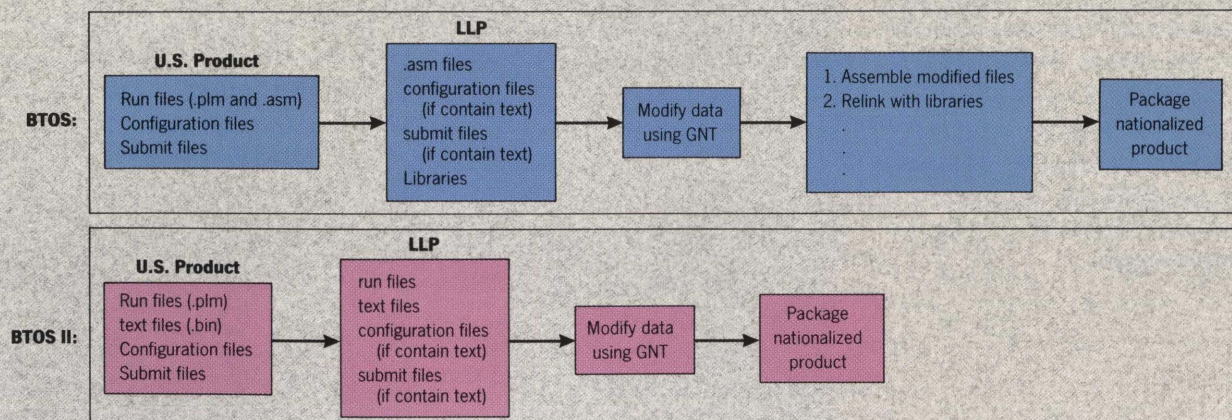 BTOS:
U.S. Product
Run files (.plm and .asm)
Configuration files
Submit files
LLP
.asm files
configuration files
(if contain text)
submit files
(if contain text)
Libraries
Modify data
using GNT
1. Assemble modified files
2. Relink with libraries
.
.
.
Package
nationalized
product
BTOS II:
U.S. Product
Run files (.plm)
text files (.bin)
Configuration files
Submit files
LLP
run files
text files
configuration files
(if contain text)
submit files
(if contain text)
Modify data
using GNT
Package
nationalized
product